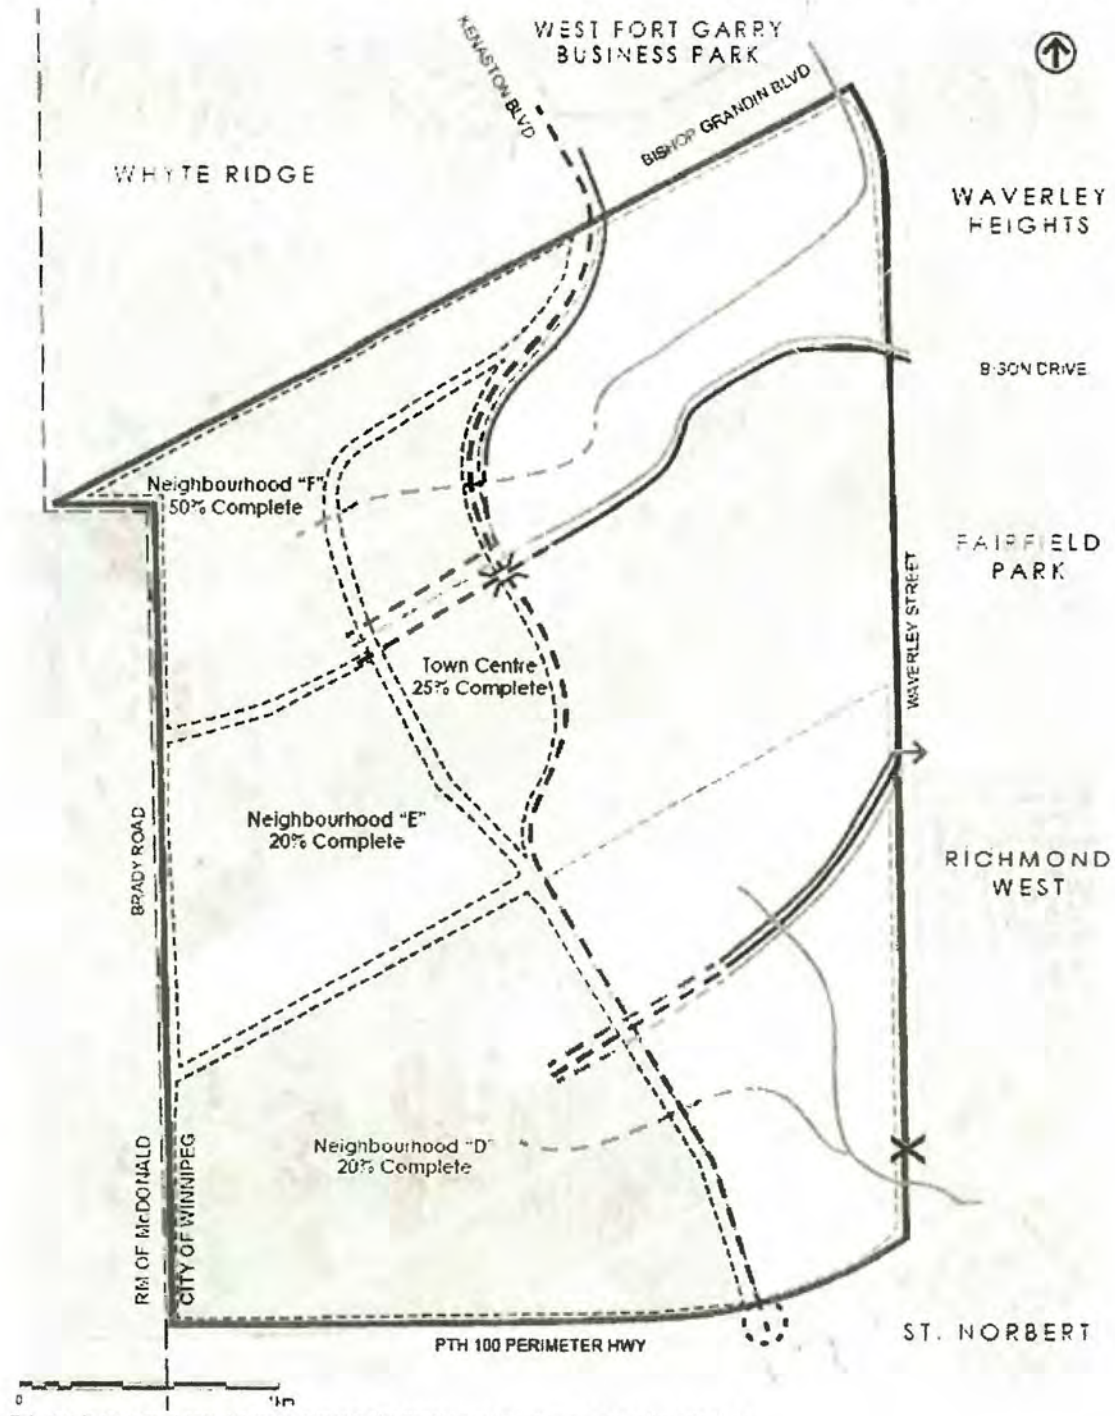 WEST FORT GARRY
BUSINESS PARK
KENASTON BLVD
BISHOP GRANDIN BLVD
WHYTE RIDGE
WAVERLEY
HEIGHTS
BISON DRIVE
Neighbourhood "F"
50% Complete
FAIRFIELD
PARK
WAVERLEY STREET
Town Centre
25% Complete
Neighbourhood "E"
20% Complete
BRADY ROAD
RICHMOND
WEST
Neighbourhood "D"
20% Complete
RM OF McDONALD
CITY OF WINNIPEG
PTH 100 PERIMETER HWY
ST. NORBERT
0